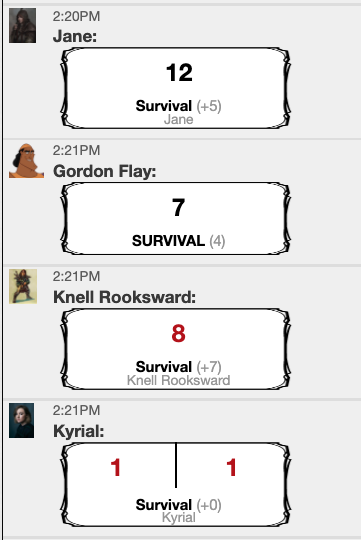 2:20PM
Jane:
12
Survival (+5)
Jane
2:21PM
Gordon Flay:
7
SURVIVAL (4)
2:21PM
Knell Rooksward:
8
Survival (+7)
Knell Rooksward
2:21PM
Kyrial:
1 1
Survival (+0)
Kyrial